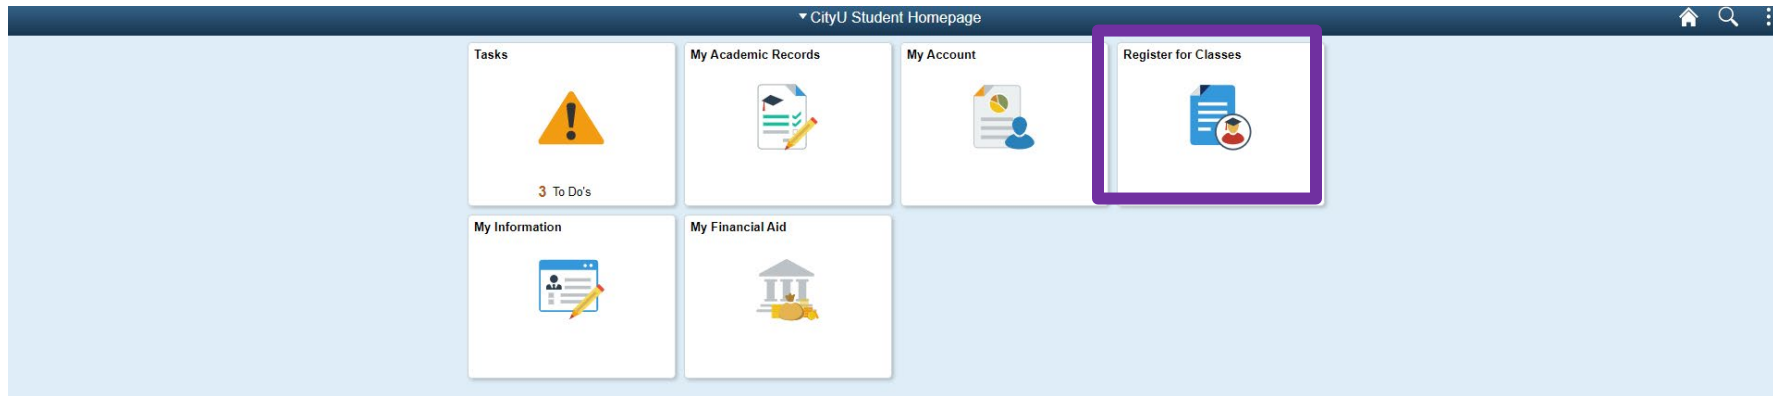 CityU Student Homepage
Tasks
My Academic Records
My Account
Register for Classes
3 To Do's
My Information
My Financial Aid